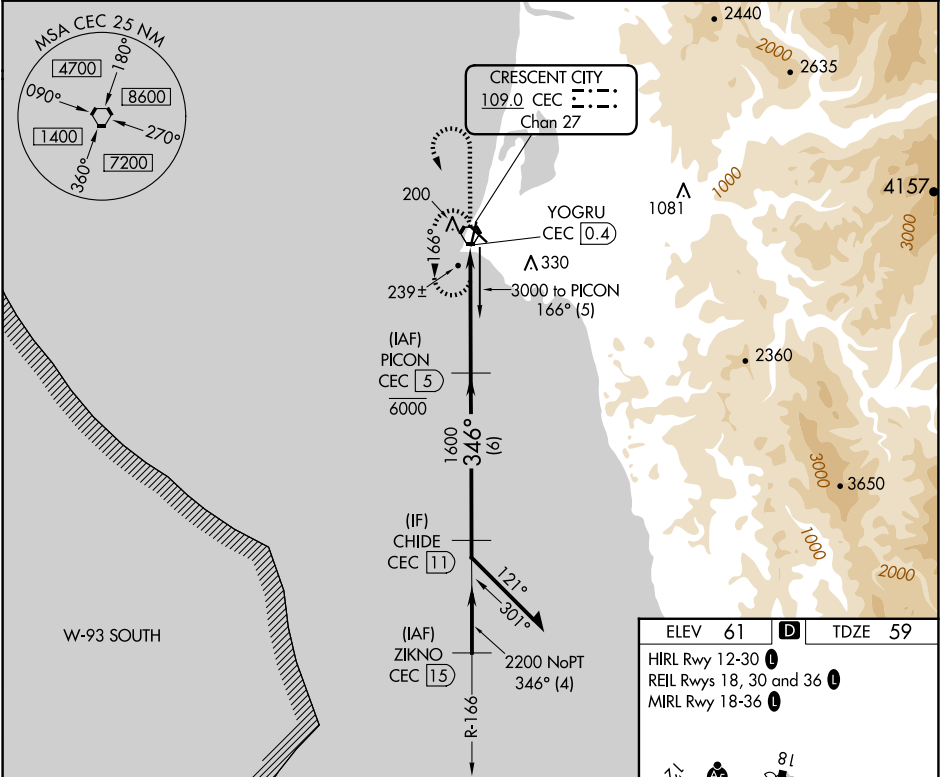 MSA CEC 25 NM
180°
4700
090°
8600
1400
270°
7200
360°
CRESCENT CITY
109.0 CEC
Chan 27
2440
2000
2635
1000
1081
4157
3000
200
166°
YOGRU
CEC 0.4
330
239±
3000 to PICON
166° (5)
(IAF)
PICON
CEC 5
6000
2360
1600
346°
(6)
3000
3650
(IF)
CHIDE
CEC 11
1000
2000
121°
301°
W-93 SOUTH
(IAF)
ZIKNO
CEC 15
2200 NoPT
346° (4)
R-166
ELEV 61 D TDZE 59
HIRL Rwy 12-30 L
REIL Rwys 18, 30 and 36 L
MIRL Rwy 18-36 L
12
18